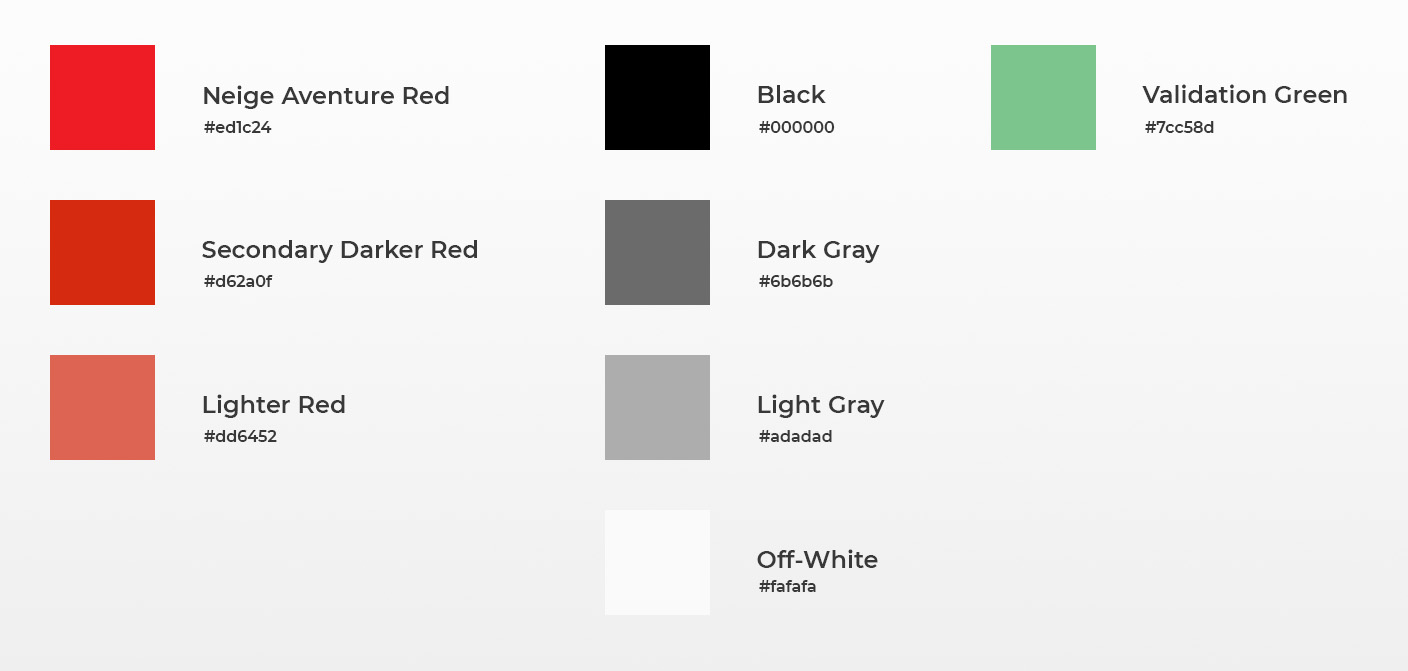 Neige Aventure Red
#ed1c24
Secondary Darker Red
#d62a0f
Lighter Red
#dd6452
Black
#000000
Dark Gray
#6b6b6b
Light Gray
#adadad
Off-White
#fafafa
Validation Green
#7cc58d